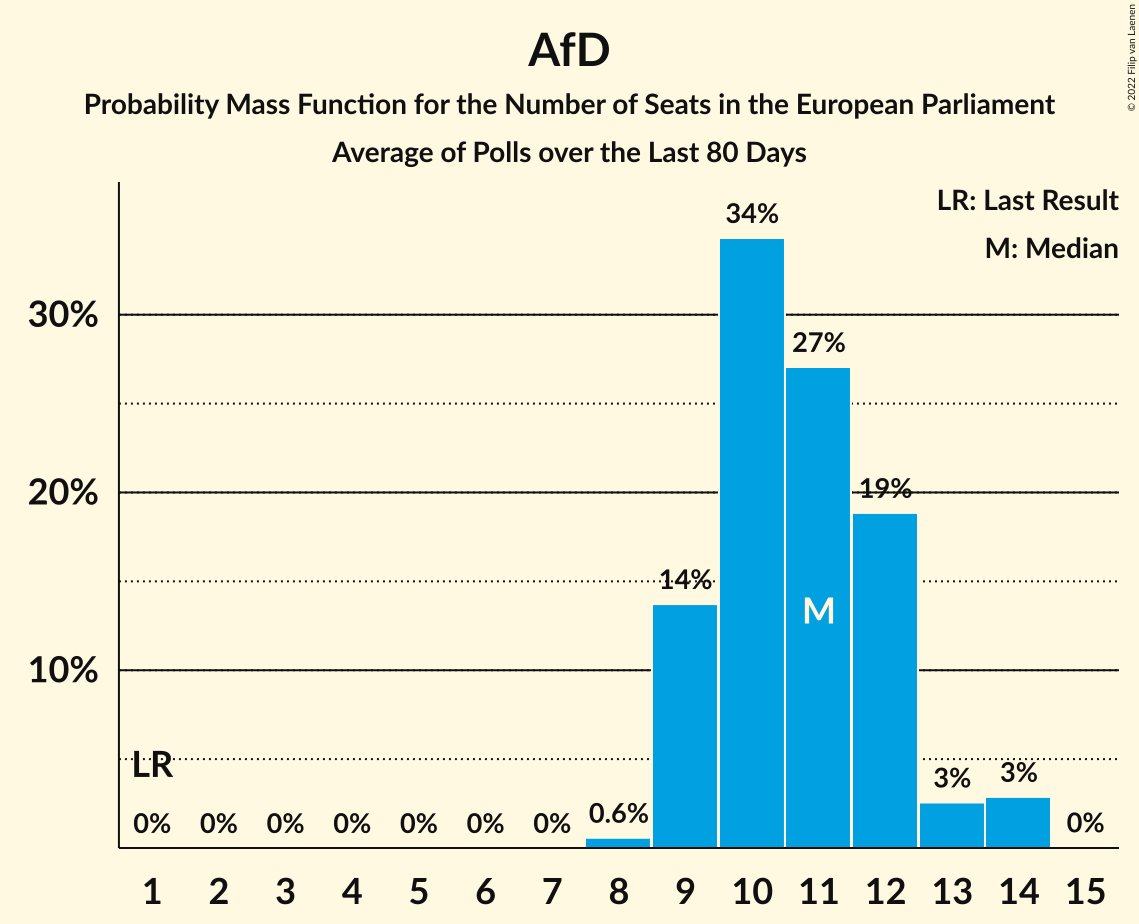 AfD
Probability Mass Function for the Number of Seats in the European Parliament
Average of Polls over the Last 80 Days
© 2022 Filip van Laenen
LR: Last Result
M: Median
34%
30%
27%
20%
19%
14%
M
10%
LR
0% 0% 0% 0% 0% 0% 0% 0.6% 3% 3% 0%
1 2 3 4 5 6 7 8 9 10 11 12 13 14 15